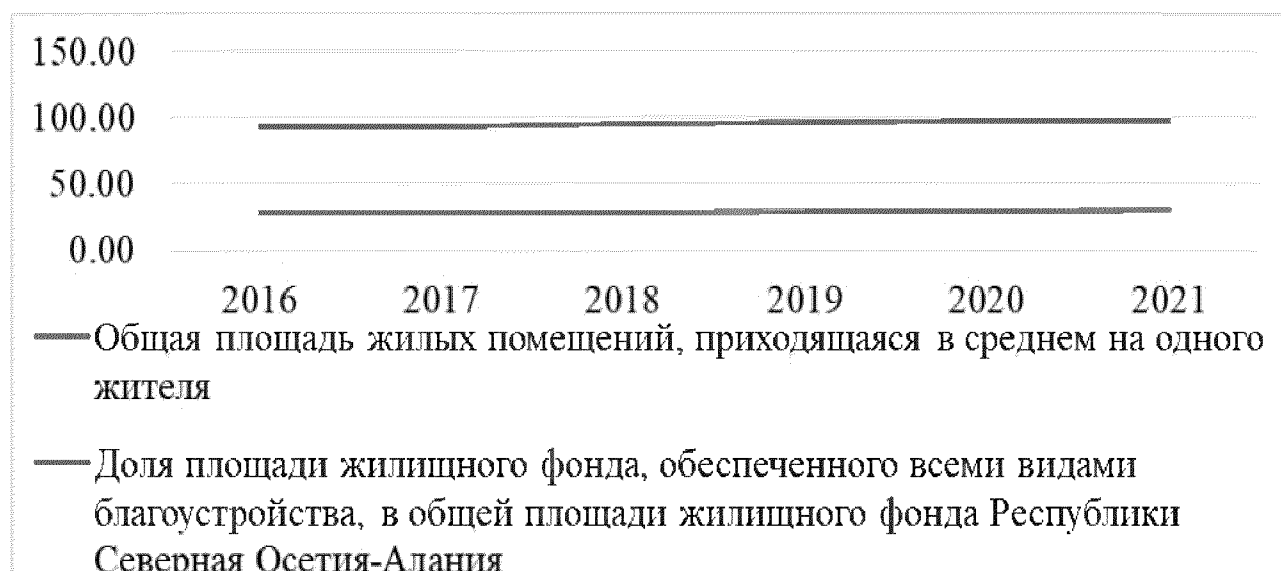 150.00
100.00
50.00
0.00
2016 2017 2018 2019 2020 2021
Общая площадь жилых помещений, приходящаяся в среднем на одного
жителя
Доля площади жилищного фонда, обеспеченного всеми видами
благоустройства, в общей площади жилищного фонда Республики
Северная Осетия-Алания